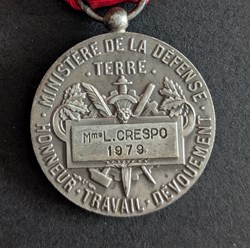 MINISTÈRE DE LA DÉFENSE
• TERRE •
Mme L. CRESPO
1979
HONNEUR • TRAVAIL • DÉVOUEMENT